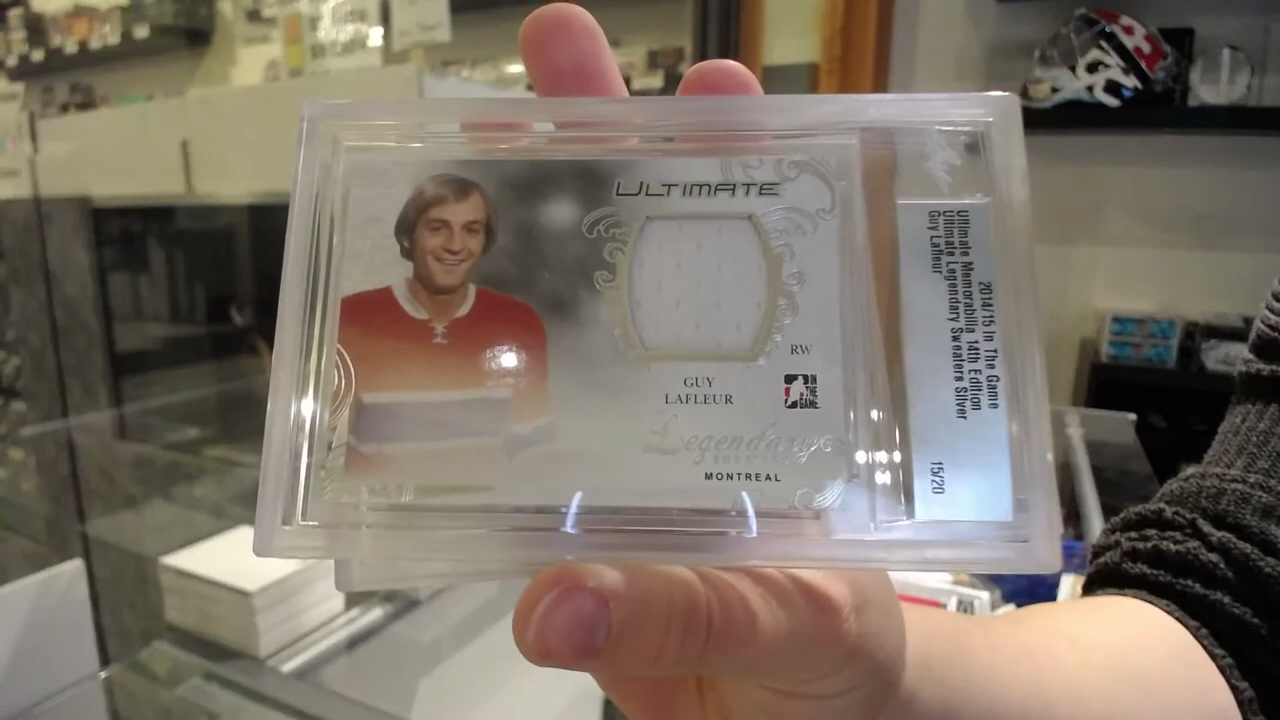 ULTIMATE
RW
GUY
LAFLEUR
IN
THE
GAME
Legendary
MONTREAL
2014/15 In The Game
Ultimate Memorabilia 14th Edition
Ultimate Legendary Sweaters Silver
Guy Lafleur
15/20